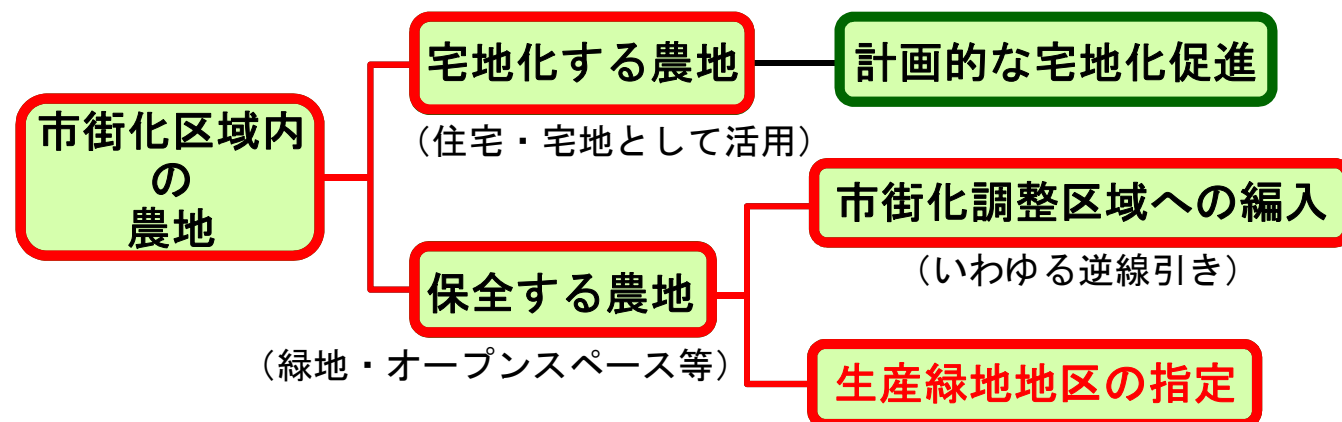 市街化区域内
の
農地
宅地化する農地
(住宅・宅地として活用)
計画的な宅地化促進
保全する農地
(緑地・オープンスペース等)
市街化調整区域への編入
(いわゆる逆線引き)
生産緑地地区の指定